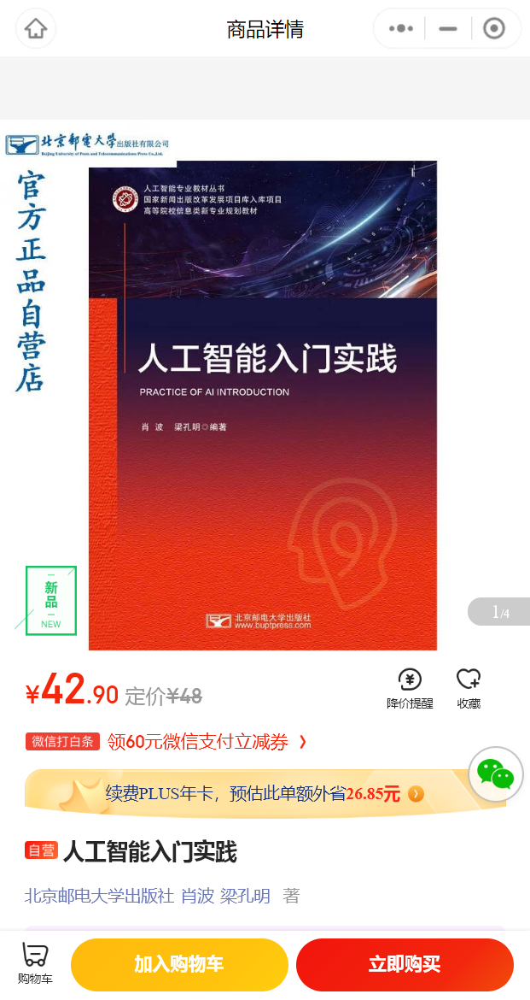 商品详情
北京邮电大学出版社有限公司
Beijing University of Posts and Telecommunications Press Co.,Ltd.
官方正品自营店
人工智能专业教材丛书
国家新闻出版改革发展项目库入库项目
高等院校信息类新专业规划教材
人工智能入门实践
PRACTICE OF AI INTRODUCTION
肖 波 梁孔明◎编著
北京邮电大学出版社
www.buptpress.com
新品
NEW
1/4
¥42.90 定价¥48
降价提醒
收藏
微信打白条 领60元微信支付立减券
续费PLUS年卡，预估此单额外省26.85元
自营 人工智能入门实践
北京邮电大学出版社 肖波 梁孔明 著
购物车
加入购物车
立即购买